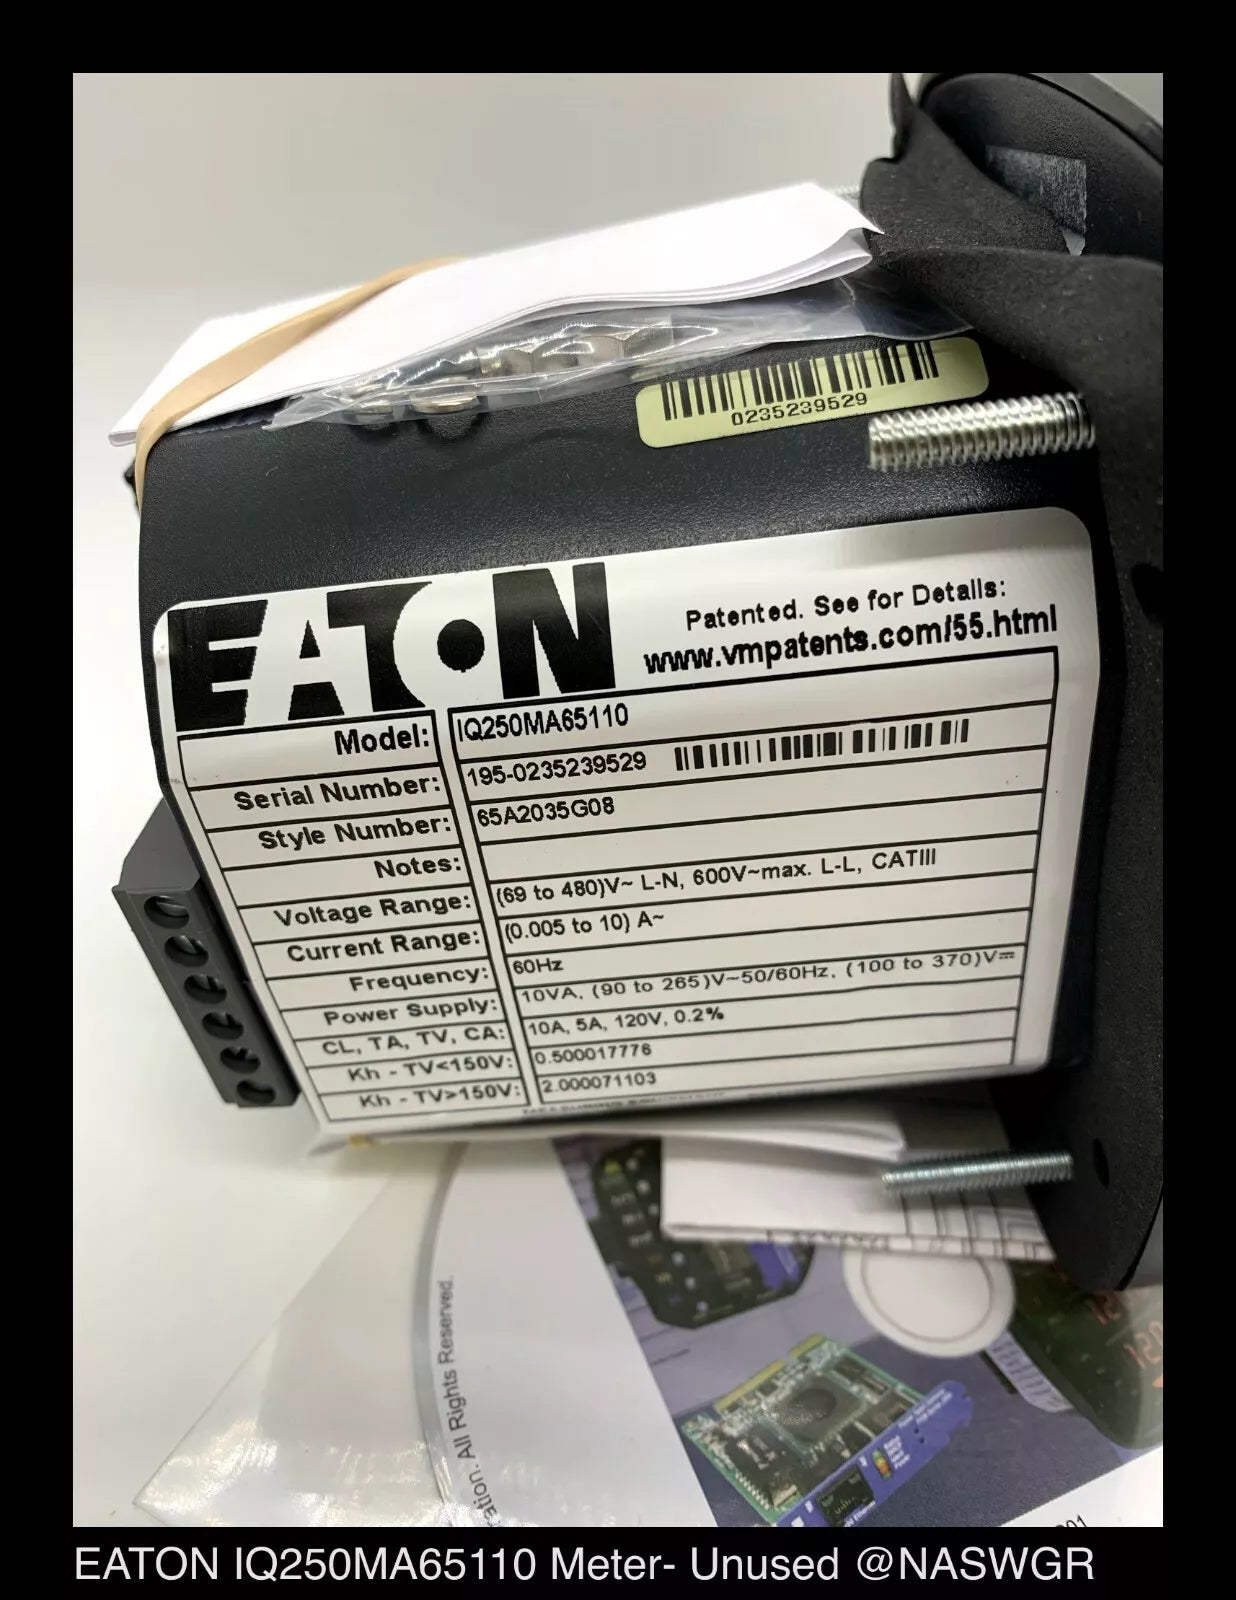 0235239529
EATON
Patented. See for Details:
www.vmpatents.com/55.html
Model: IQ250MA65110
Serial Number: 195-0235239529
Style Number: 65A2035G08
Notes:
Voltage Range: (69 to 480)V~ L-N, 600V~max. L-L, CATIII
Current Range: (0.005 to 10) A~
Frequency: 60Hz
Power Supply: 10VA, (90 to 265)V~50/60Hz, (100 to 370)V⎓
CL, TA, TV, CA: 10A, 5A, 120V, 0.2%
Kh - TV<150V: 0.500017776
Kh - TV>150V: 2.000071103
All Rights Reserved.
EATON IQ250MA65110 Meter- Unused @NASWGR